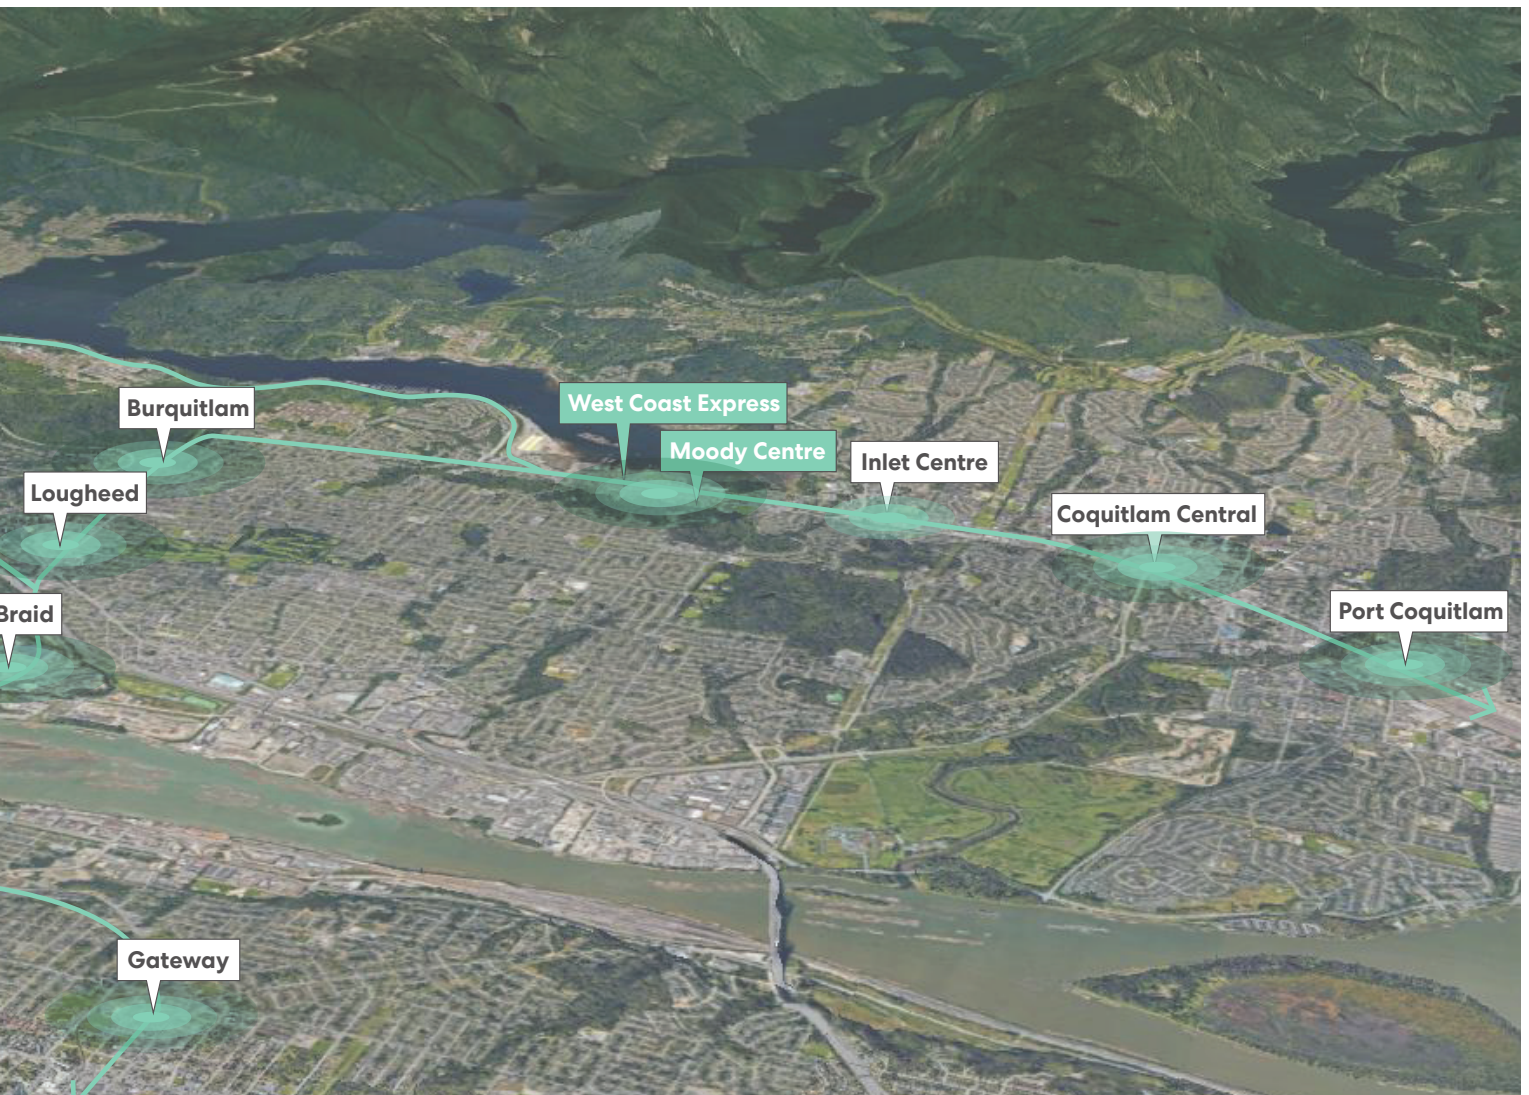 Burquitlam
West Coast Express
Moody Centre
Inlet Centre
Lougheed
Coquitlam Central
Braid
Port Coquitlam
Gateway